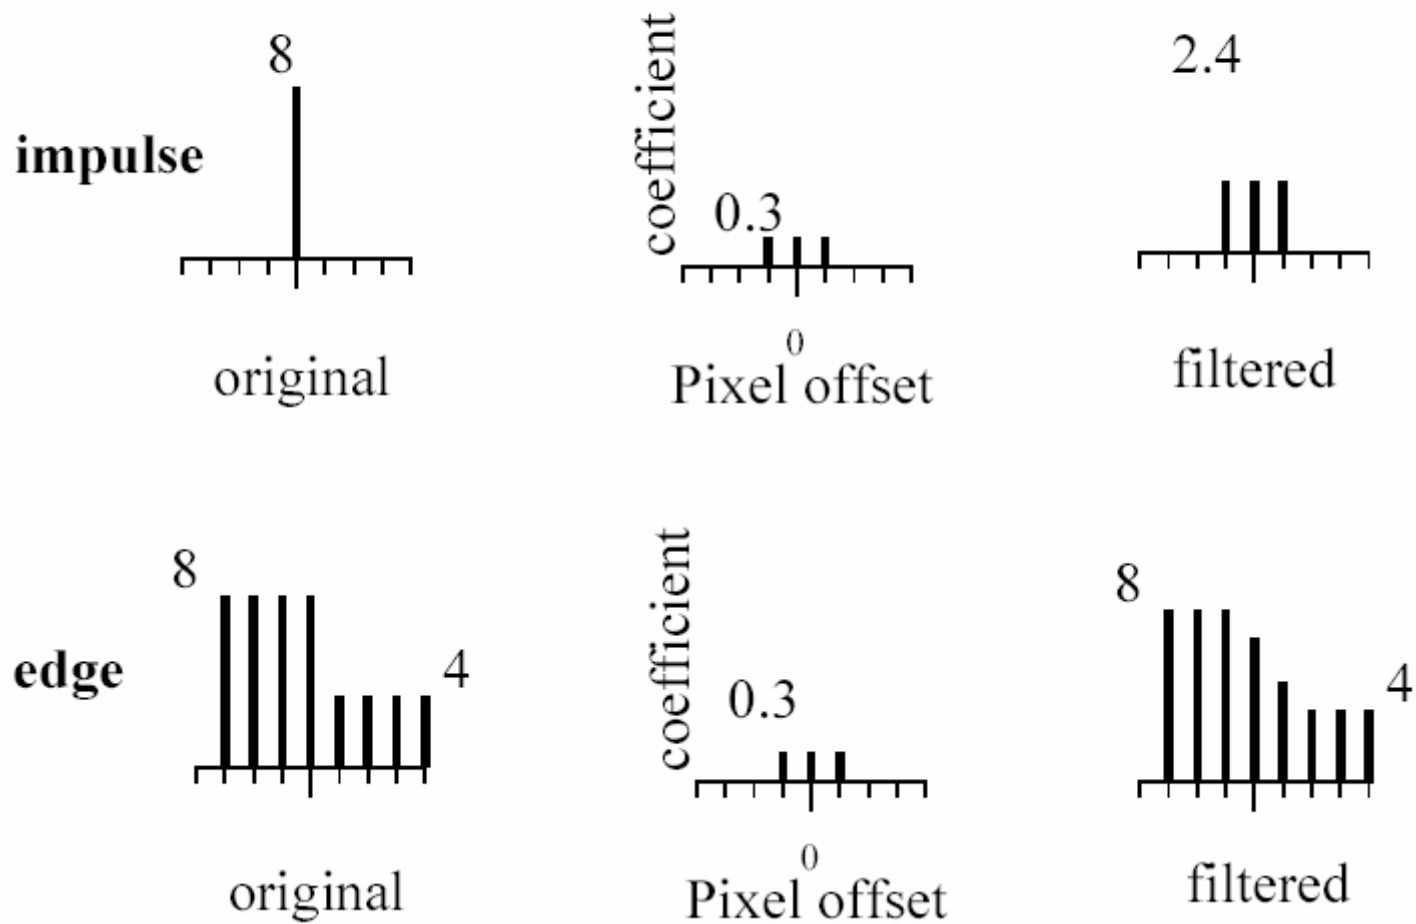 impulse
8
original
coefficient
0.3
0
Pixel offset
2.4
filtered
edge
8
4
original
coefficient
0.3
0
Pixel offset
8
4
filtered